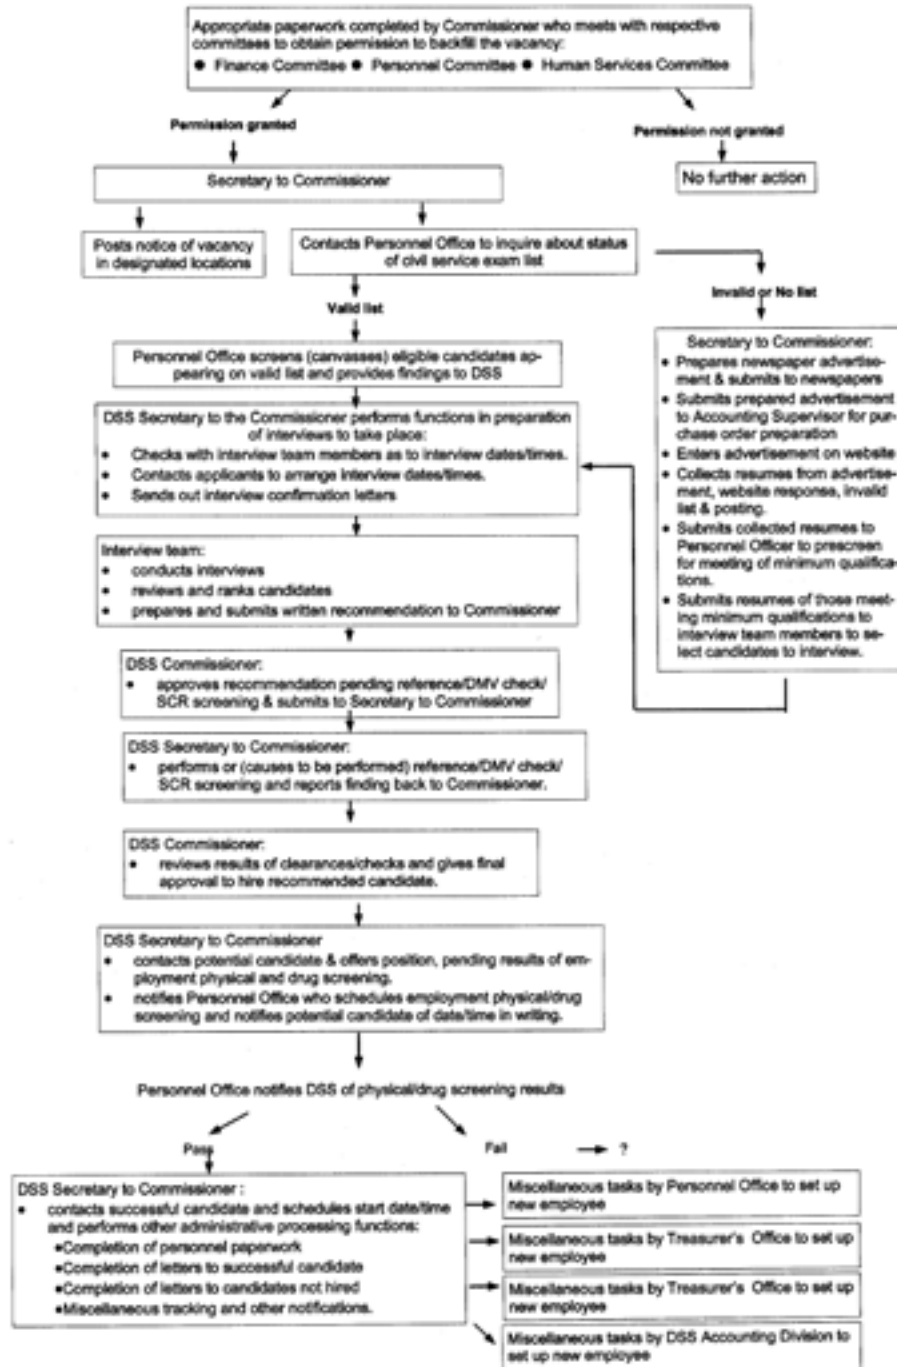 Appropriate paperwork completed by Commissioner who meets with respective
committees to obtain permission to backfill the vacancy:
● Finance Committee ● Personnel Committee ● Human Services Committee
Permission granted
Permission not granted
Secretary to Commissioner
No further action
Posts notice of vacancy
in designated locations
Contacts Personnel Office to inquire about status
of civil service exam list
Valid list
Invalid or No list
Personnel Office screens (canvasses) eligible candidates ap-
pearing on valid list and provides findings to DSS
Secretary to Commissioner:
• Prepares newspaper advertise-
ment & submits to newspapers
• Submits prepared advertisement
to Accounting Supervisor for pur-
chase order preparation
• Enters advertisement on website
• Collects resumes from advertise-
ment, website response, invalid
list & posting.
• Submits collected resumes to
Personnel Officer to prescreen
for meeting of minimum qualifica-
tions.
• Submits resumes of those meet-
ing minimum qualifications to
interview team members to se-
lect candidates to interview.
DSS Secretary to the Commissioner performs functions in preparation
of interviews to take place:
• Checks with interview team members as to interview dates/times.
• Contacts applicants to arrange interview dates/times.
• Sends out interview confirmation letters
Interview team:
• conducts interviews
• reviews and ranks candidates
• prepares and submits written recommendation to Commissioner
DSS Commissioner:
• approves recommendation pending reference/DMV check/
SCR screening & submits to Secretary to Commissioner
DSS Secretary to Commissioner:
• performs or (causes to be performed) reference/DMV check/
SCR screening and reports finding back to Commissioner.
DSS Commissioner:
• reviews results of clearances/checks and gives final
approval to hire recommended candidate.
DSS Secretary to Commissioner
• contacts potential candidate & offers position, pending results of em-
ployment physical and drug screening.
• notifies Personnel Office who schedules employment physical/drug
screening and notifies potential candidate of date/time in writing.
Personnel Office notifies DSS of physical/drug screening results
Pass
Fail
?
DSS Secretary to Commissioner :
• contacts successful candidate and schedules start date/time
and performs other administrative processing functions:
•Completion of personnel paperwork
•Completion of letters to successful candidate
•Completion of letters to candidates not hired
•Miscellaneous tracking and other notifications.
Miscellaneous tasks by Personnel Office to set up
new employee
Miscellaneous tasks by Treasurer's Office to set up
new employee
Miscellaneous tasks by Treasurer's Office to set up
new employee
Miscellaneous tasks by DSS Accounting Division to
set up new employee